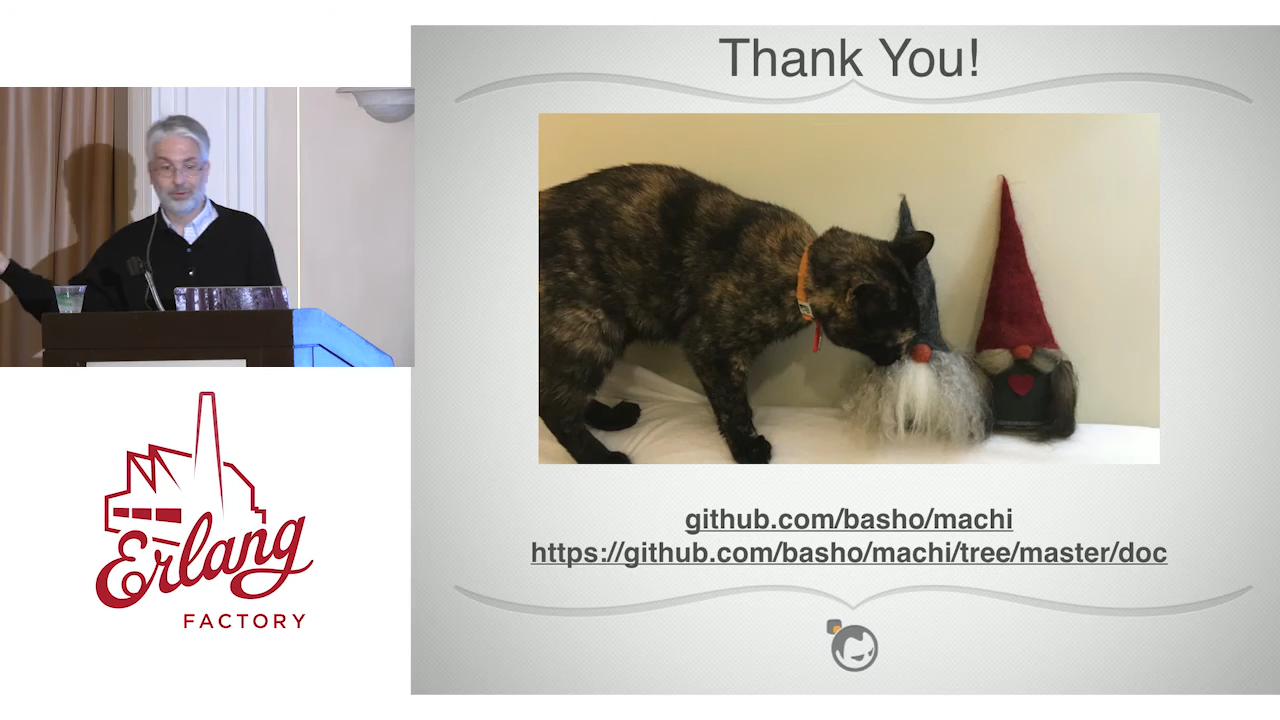 Thank You!
github.com/basho/machi
https://github.com/basho/machi/tree/master/doc
Erlang
FACTORY